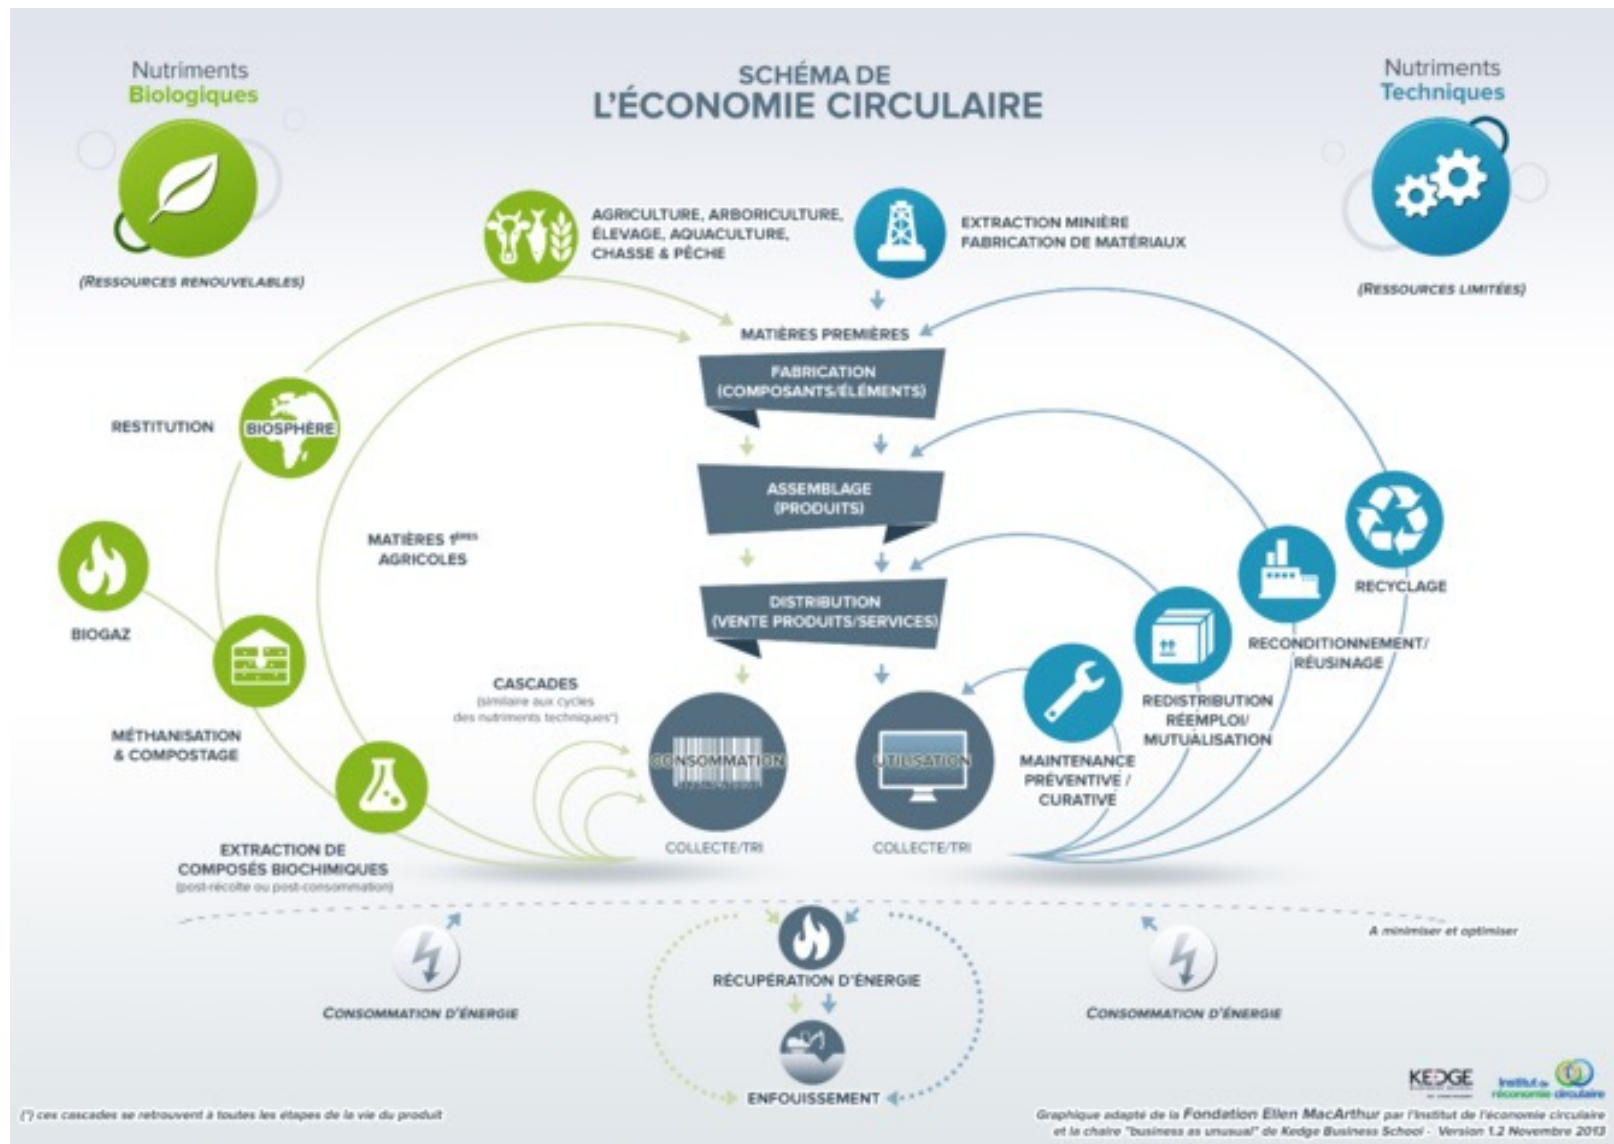 Nutriments
Biologiques
(RESSOURCES RENOUVELABLES)
SCHÉMA DE
L'ÉCONOMIE CIRCULAIRE
Nutriments
Techniques
(RESSOURCES LIMITÉES)
AGRICULTURE, ARBORICULTURE,
ÉLEVAGE, AQUACULTURE,
CHASSE & PÊCHE
EXTRACTION MINIÈRE
FABRICATION DE MATÉRIAUX
MATIÈRES PREMIÈRES
FABRICATION
(COMPOSANTS/ÉLÉMENTS)
ASSEMBLAGE
(PRODUITS)
DISTRIBUTION
(VENTE PRODUITS/SERVICES)
RESTITUTION
BIOSPHÈRE
MATIÈRES 1ÈRES
AGRICOLES
BIOGAZ
MÉTHANISATION
& COMPOSTAGE
EXTRACTION DE
COMPOSÉS BIOCHIMIQUES
(post-récolte ou post-consommation)
CASCADES
(similaire aux cycles
des nutriments techniques*)
CONSOMMATION
COLLECTE/TRI
UTILISATION
COLLECTE/TRI
MAINTENANCE
PRÉVENTIVE /
CURATIVE
REDISTRIBUTION
RÉEMPLOI/
MUTUALISATION
RECONDITIONNEMENT/
RÉUSINAGE
RECYCLAGE
A minimiser et optimiser
CONSOMMATION D'ÉNERGIE
RÉCUPÉRATION D'ÉNERGIE
CONSOMMATION D'ÉNERGIE
ENFOUISSEMENT
KEDGE
Institut de
l'économie circulaire
(*) ces cascades se retrouvent à toutes les étapes de la vie du produit
Graphique adapté de la Fondation Ellen MacArthur par l'Institut de l'économie circulaire
et la chaire "business as unusual" de Kedge Business School - Version 1.2 Novembre 2013